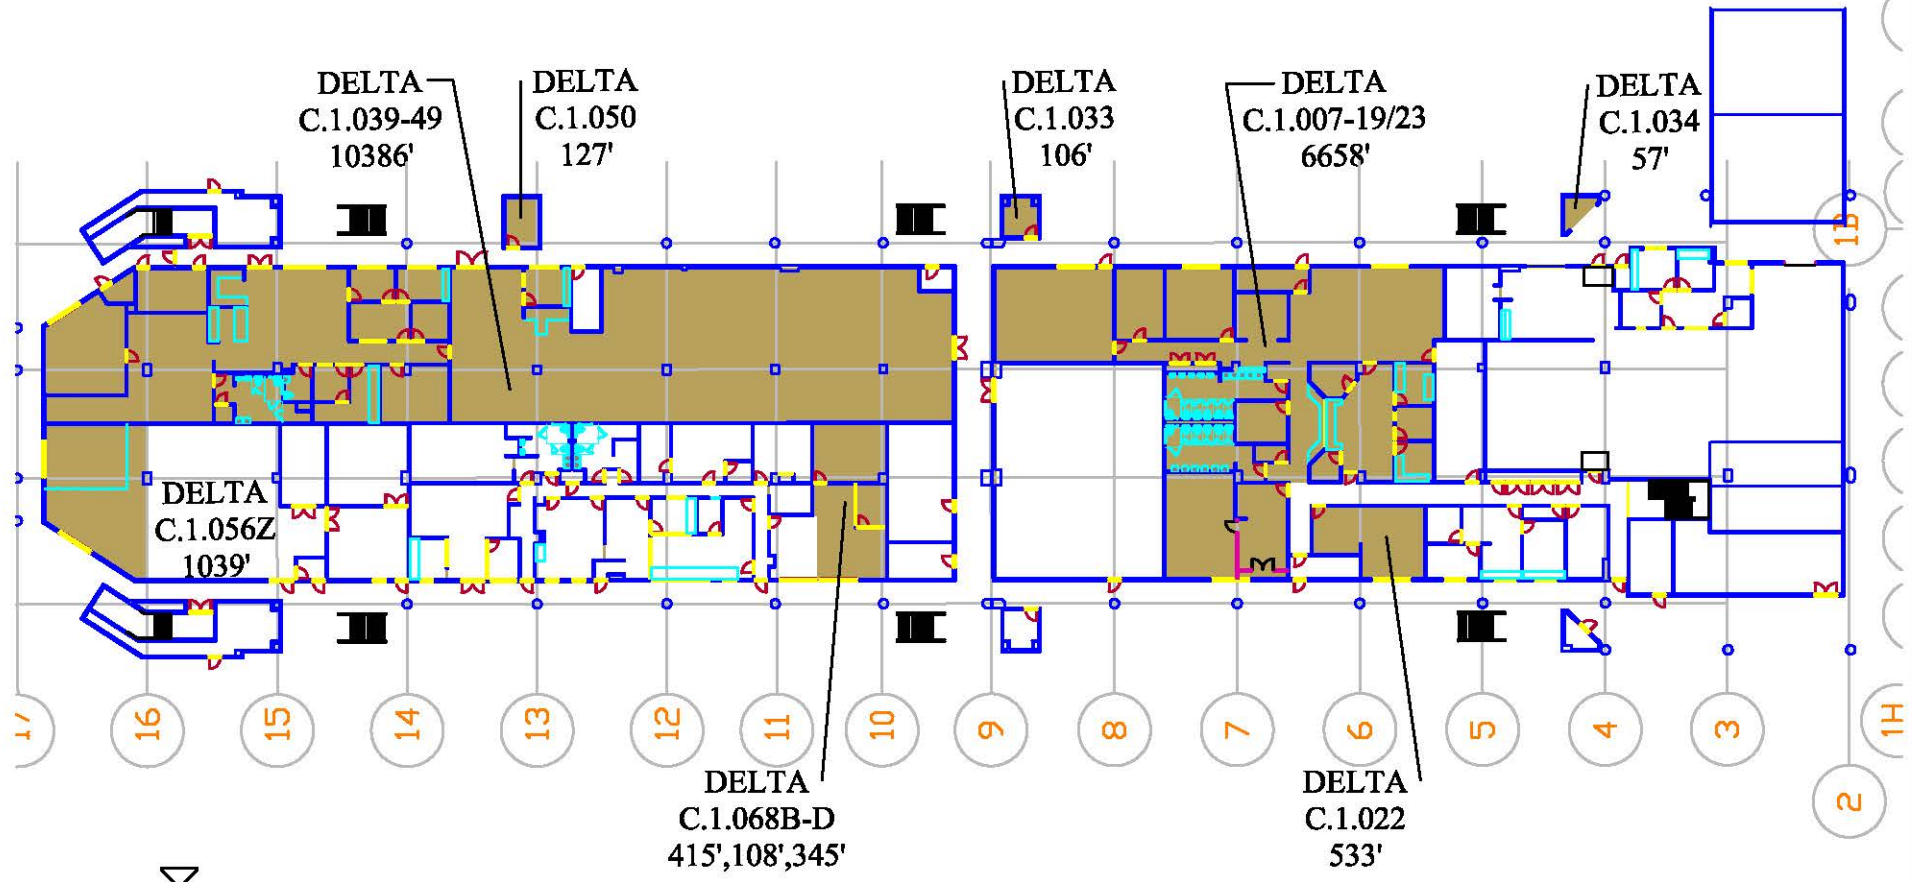 DELTA
C.1.039-49
10386'
DELTA
C.1.050
127'
DELTA
C.1.033
106'
DELTA
C.1.007-19/23
6658'
DELTA
C.1.034
57'
1B
DELTA
C.1.056Z
1039'
17
16
15
14
13
12
11
10
9
8
7
6
5
4
3
1H
2
DELTA
C.1.068B-D
415',108',345'
DELTA
C.1.022
533'